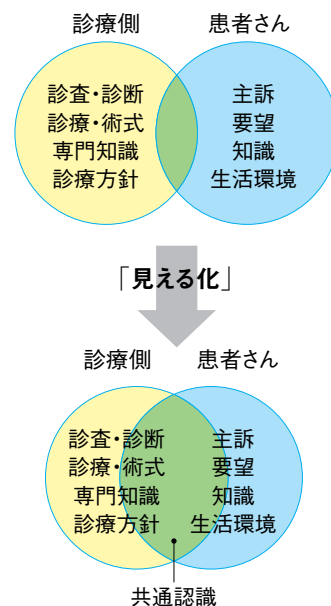 診療側
患者さん
診査・診断
診療・術式
専門知識
診療方針
主訴
要望
知識
生活環境
「見える化」
診療側
患者さん
診査・診断
診療・術式
専門知識
診療方針
主訴
要望
知識
生活環境
共通認識